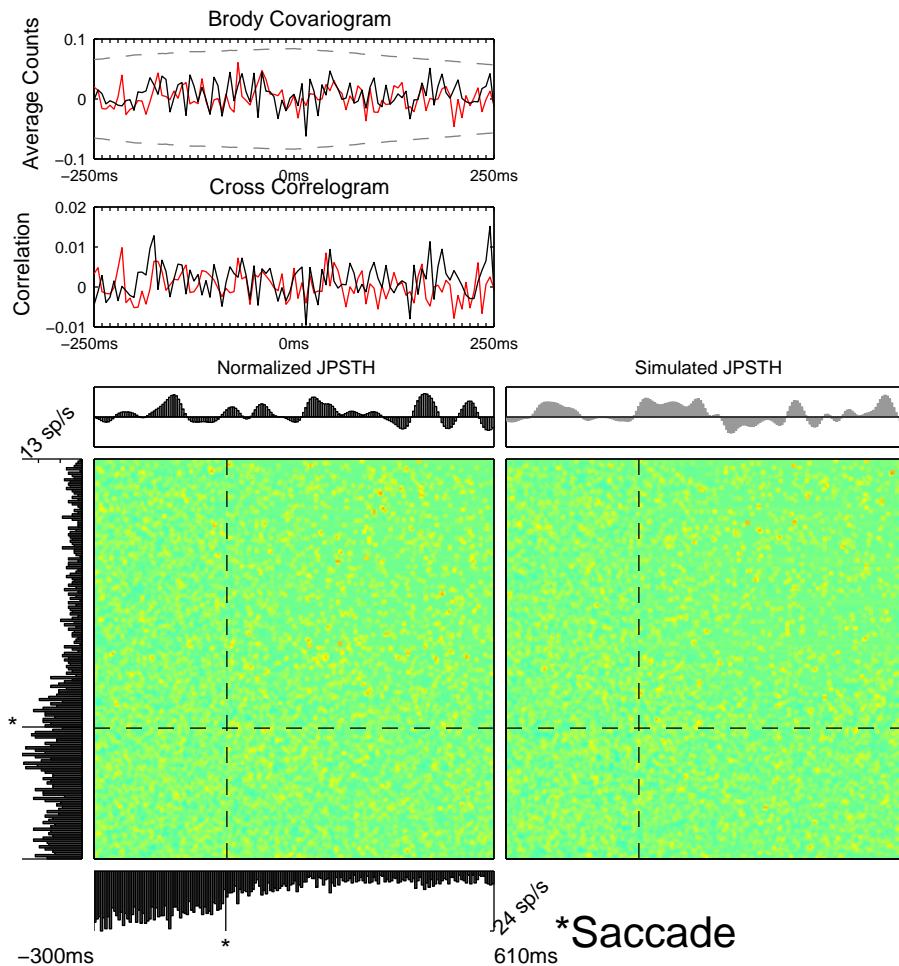 Brody Covariogram
Average Counts
0.1
0
−0.1
−250ms 0ms 250ms
Cross Correlogram
Correlation
0.02
0.01
0
−0.01
−250ms 0ms 250ms
Normalized JPSTH Simulated JPSTH
13 sp/s
*
24 sp/s
*
*Saccade
−300ms 610ms